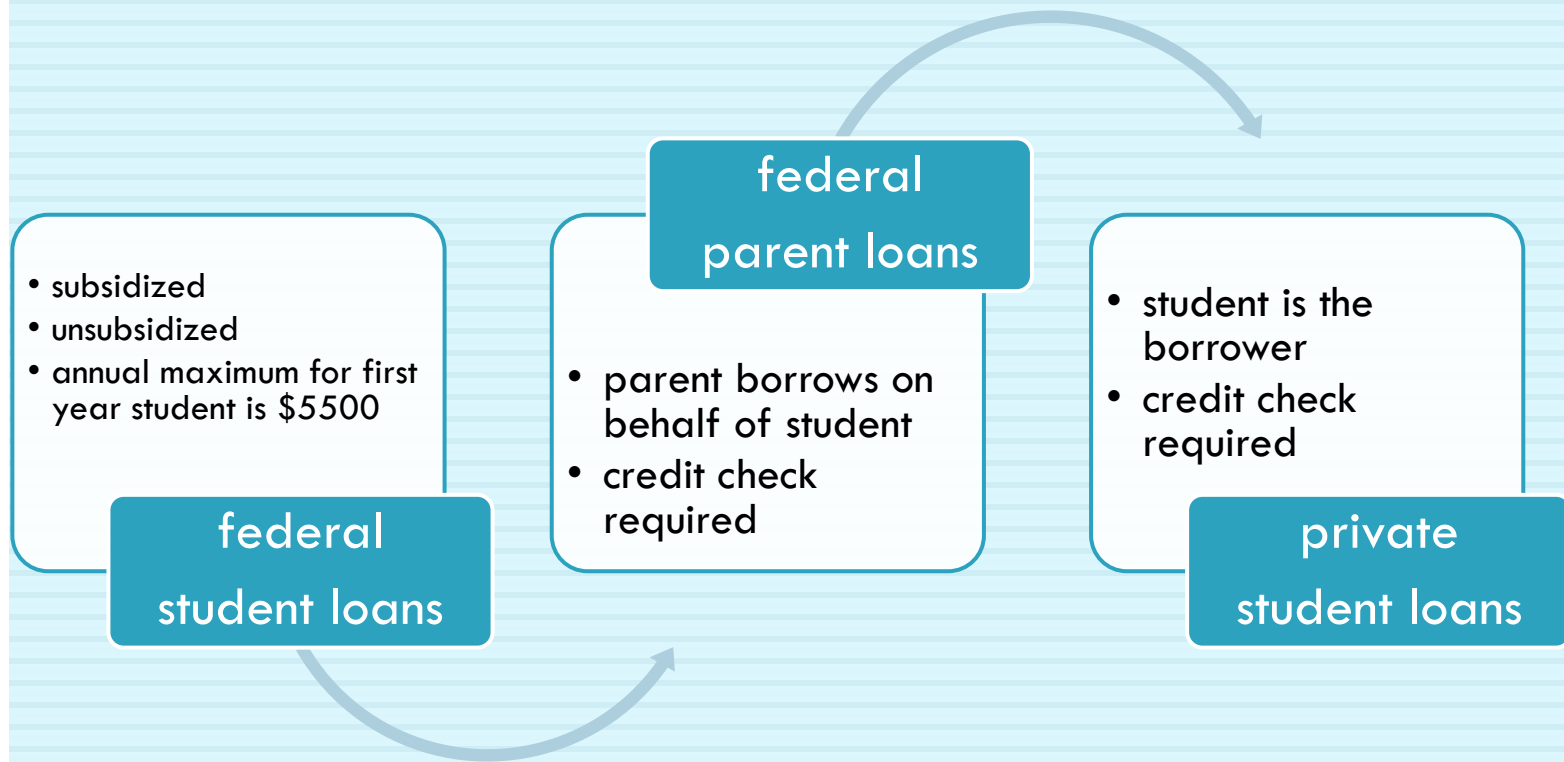 • subsidized
• unsubsidized
• annual maximum for first
year student is $5500
federal
student loans
federal
parent loans
• parent borrows on
behalf of student
• credit check
required
• student is the
borrower
• credit check
required
private
student loans